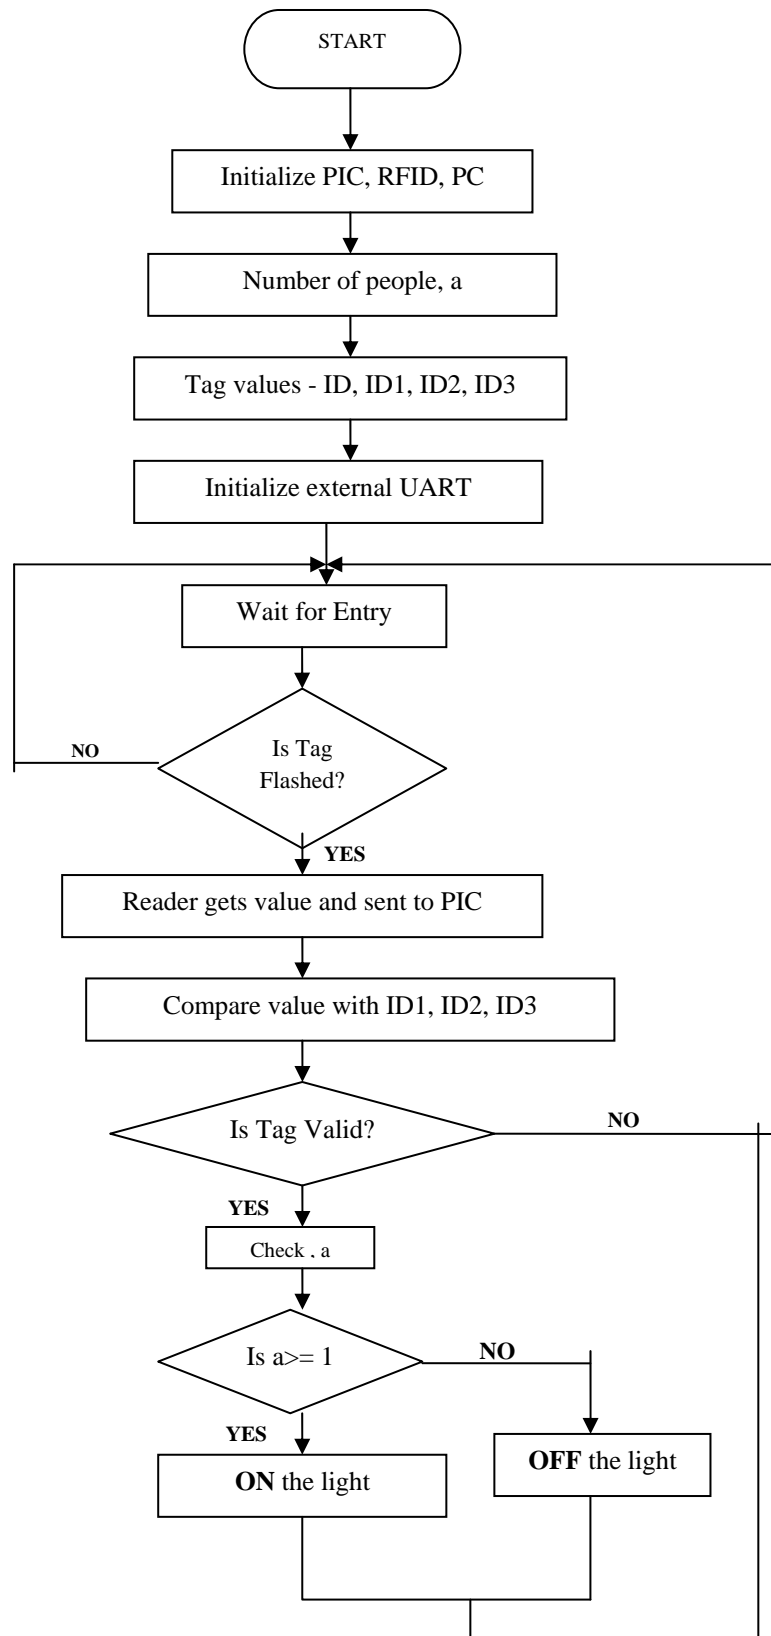 START
Initialize PIC, RFID, PC
Number of people, a
Tag values - ID, ID1, ID2, ID3
Initialize external UART
Wait for Entry
Is Tag
Flashed?
NO
YES
Reader gets value and sent to PIC
Compare value with ID1, ID2, ID3
Is Tag Valid?
NO
YES
Check , a
Is a>= 1
NO
YES
ON the light
OFF the light